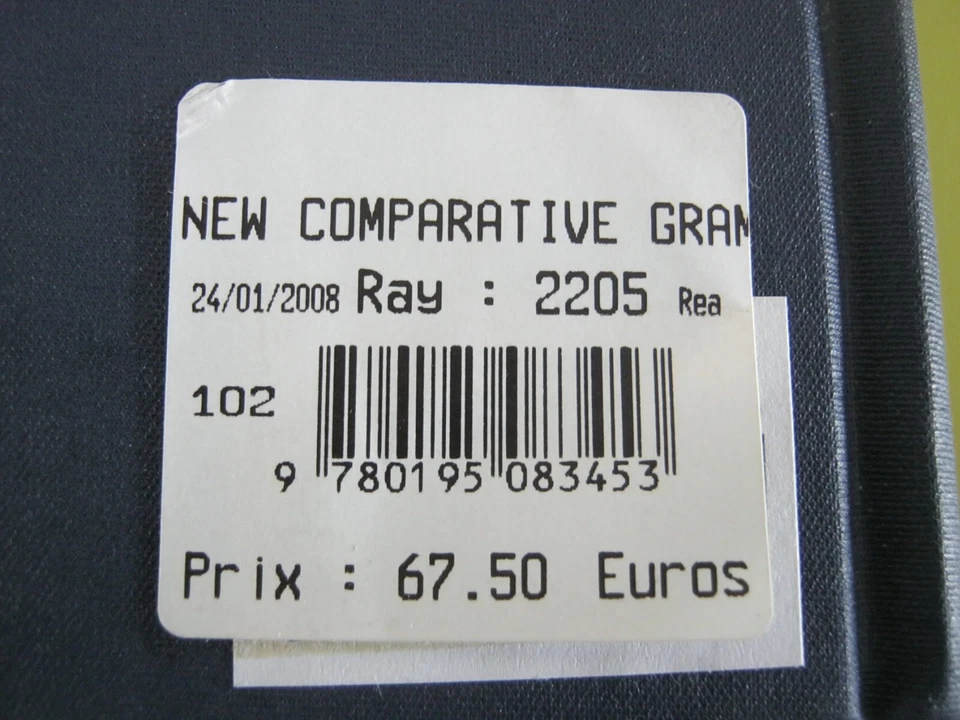 NEW COMPARATIVE GRAM
24/01/2008 Ray : 2205 Rea
102
9 780195 083453
Prix : 67.50 Euros